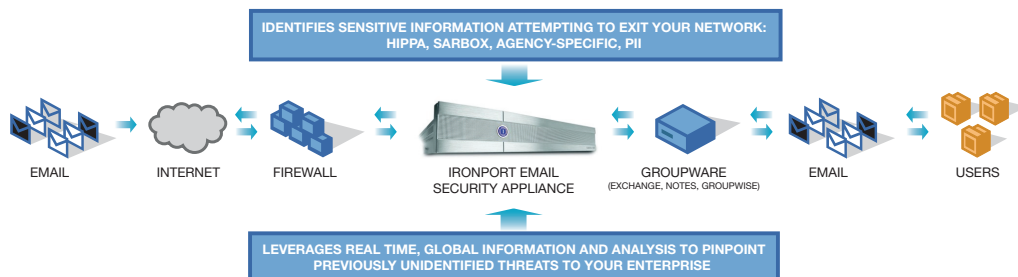 IDENTIFIES SENSITIVE INFORMATION ATTEMPTING TO EXIT YOUR NETWORK:
HIPPA, SARBOX, AGENCY-SPECIFIC, PII
EMAIL
INTERNET
FIREWALL
IRONPORT EMAIL
SECURITY APPLIANCE
GROUPWARE
(EXCHANGE, NOTES, GROUPWISE)
EMAIL
USERS
LEVERAGES REAL TIME, GLOBAL INFORMATION AND ANALYSIS TO PINPOINT
PREVIOUSLY UNIDENTIFIED THREATS TO YOUR ENTERPRISE